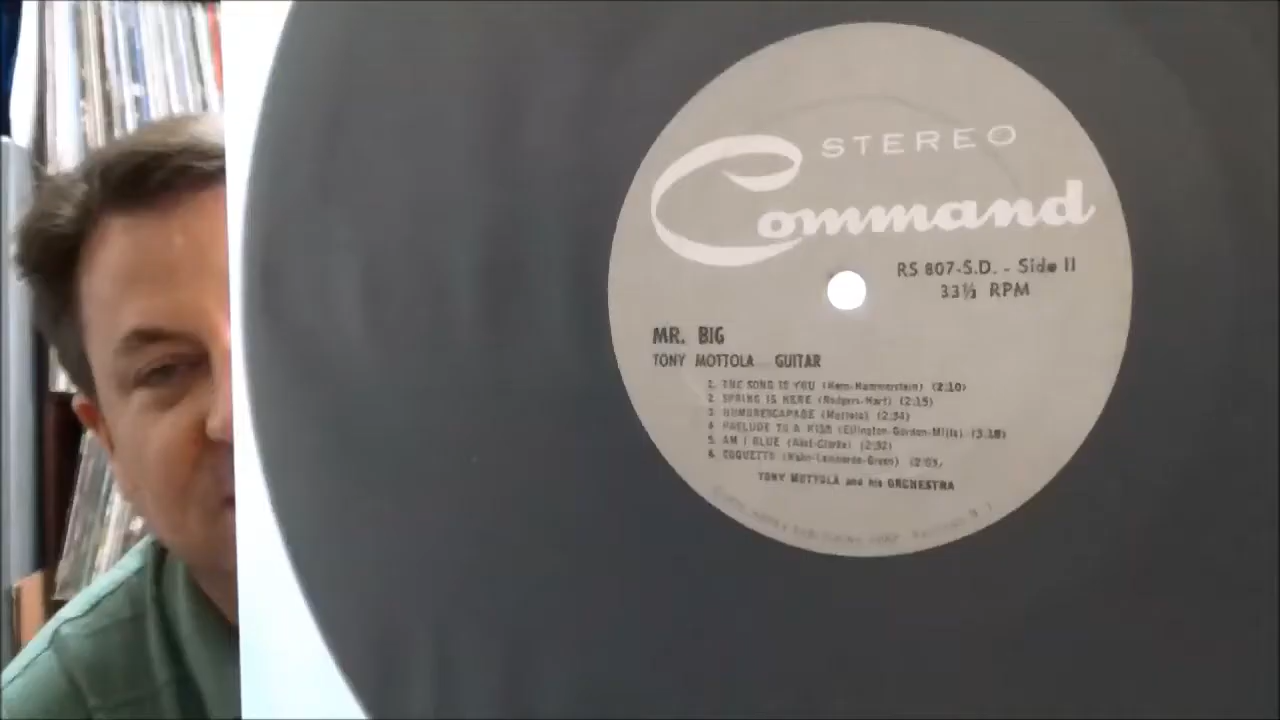 STEREO
Command
RS 807-S.D. - Side II
33⅓ RPM
MR. BIG
TONY MOTTOLA GUITAR
1. THE SONG IS YOU (Kern-Hammerstein) (2:10)
2. SPRING IS HERE (Rodgers-Hart) (2:15)
3. HUMORESCAPADE (Mottola) (2:34)
4. PRELUDE TO A KISS (Ellington-Gordon-Mills) (3:18)
5. AM I BLUE (Akst-Clarke) (2:32)
6. COQUETTE (Kahn-Lombardo-Green)
TONY MOTTOLA and his ORCHESTRA